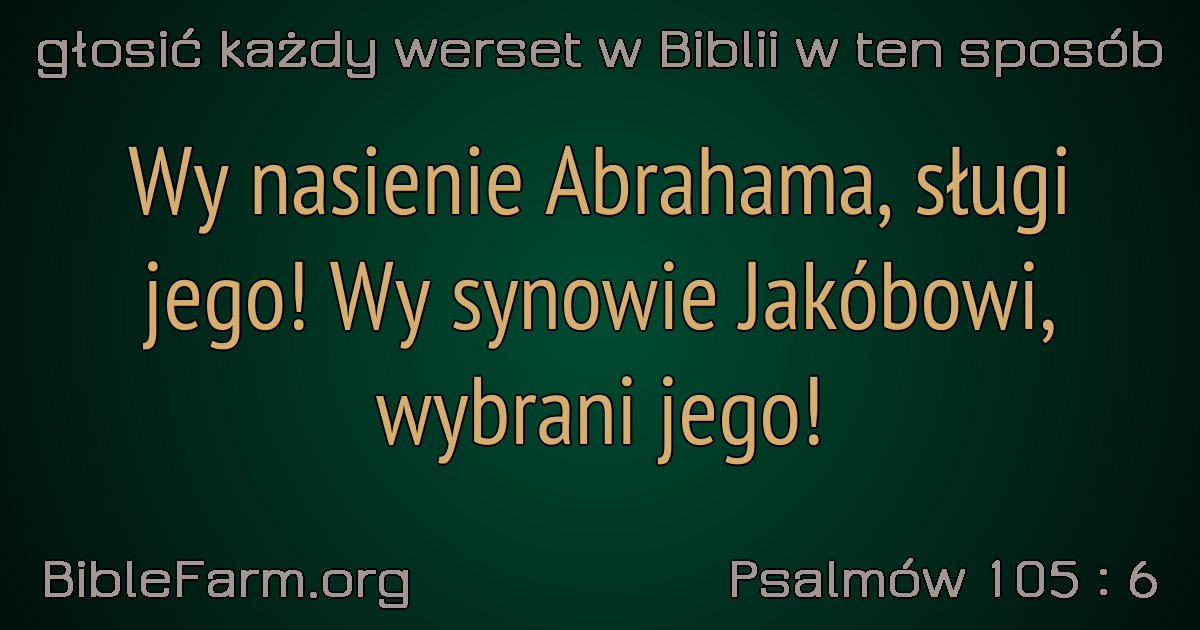 głosić każdy werset w Biblii w ten sposób
Wy nasienie Abrahama, sługi
jego! Wy synowie Jakóbowi,
wybrani jego!
BibleFarm.org
Psalmów 105 : 6